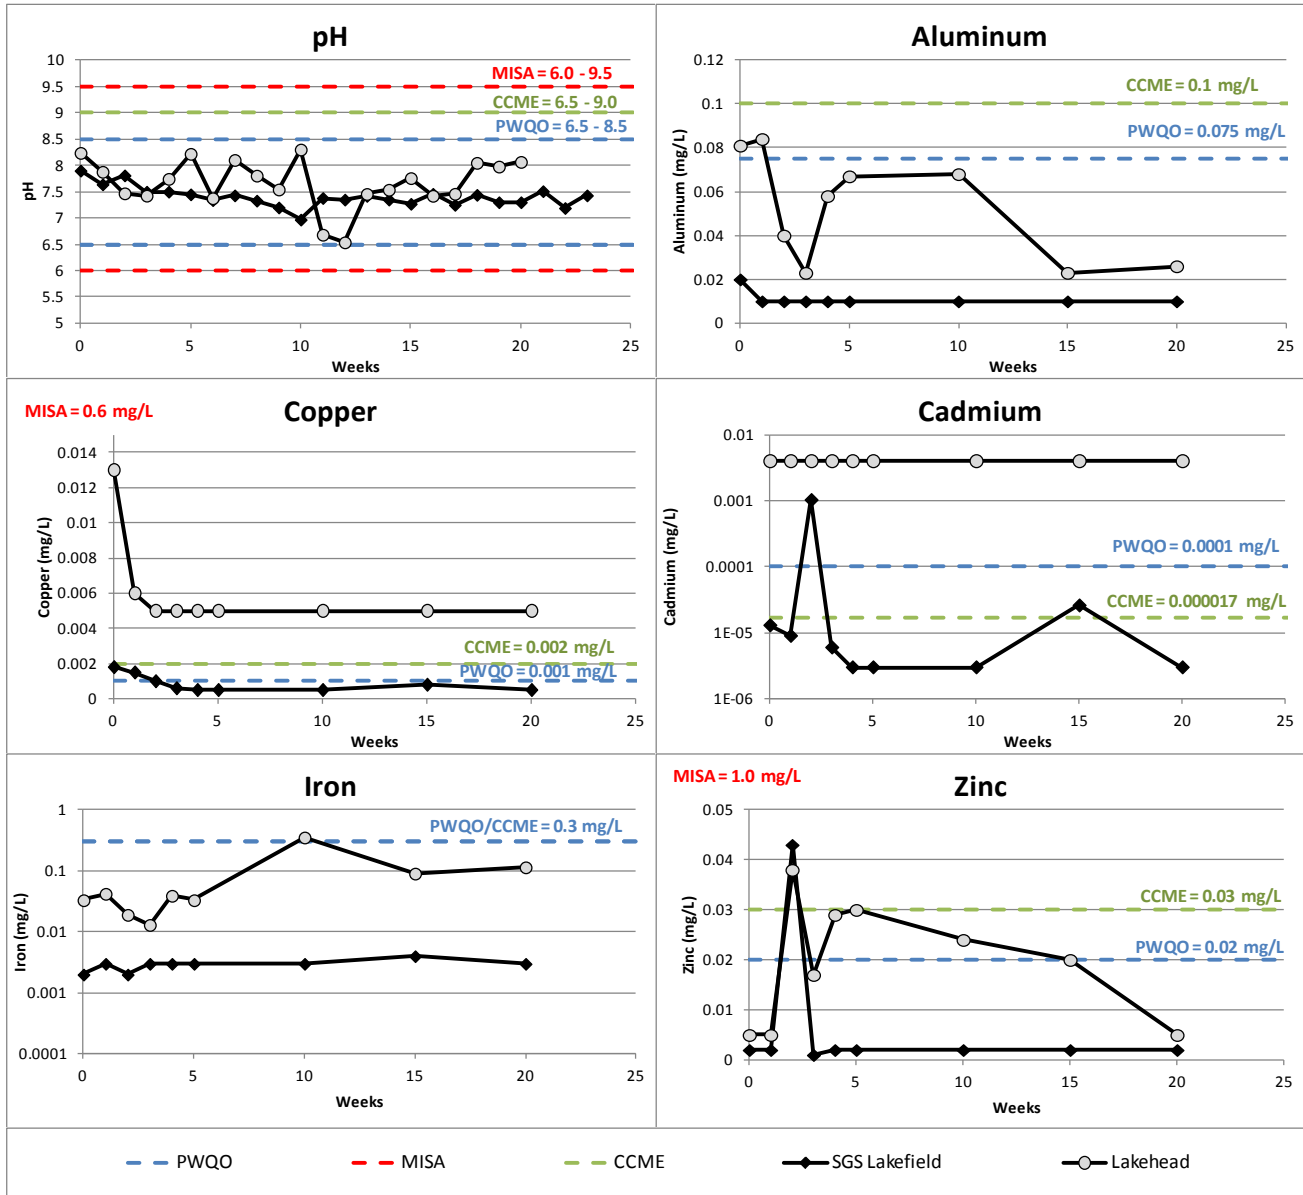 pH
10
9.5
9
8.5
8
7.5
7
6.5
6
5.5
5
pH
MISA = 6.0 - 9.5
CCME = 6.5 - 9.0
PWQO = 6.5 - 8.5
0 5 10 15 20 25
Weeks
Aluminum
0.12
0.1
0.08
0.06
0.04
0.02
0
Aluminum (mg/L)
CCME = 0.1 mg/L
PWQO = 0.075 mg/L
0 5 10 15 20 25
Weeks
MISA = 0.6 mg/L
Copper
0.014
0.012
0.01
0.008
0.006
0.004
0.002
0
Copper (mg/L)
CCME = 0.002 mg/L
PWQO = 0.001 mg/L
0 5 10 15 20 25
Weeks
Cadmium
0.01
0.001
0.0001
1E-05
1E-06
Cadmium (mg/L)
PWQO = 0.0001 mg/L
CCME = 0.000017 mg/L
0 5 10 15 20 25
Weeks
Iron
1
0.1
0.01
0.001
0.0001
Iron (mg/L)
PWQO/CCME = 0.3 mg/L
0 5 10 15 20 25
Weeks
MISA = 1.0 mg/L
Zinc
0.05
0.04
0.03
0.02
0.01
0
Zinc (mg/L)
CCME = 0.03 mg/L
PWQO = 0.02 mg/L
0 5 10 15 20 25
Weeks
PWQO MISA CCME SGS Lakefield Lakehead